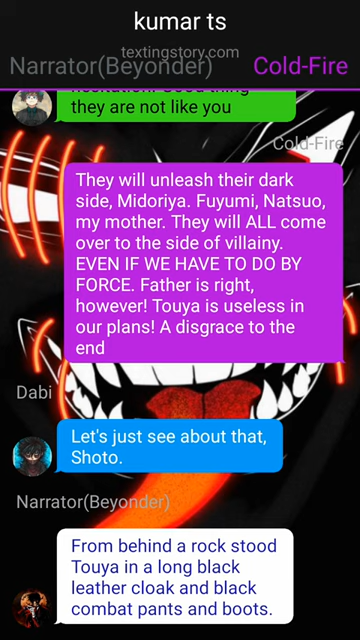 kumar ts
textingstory.com
Narrator(Beyonder)
Cold-Fire
hesitation. Good thing
they are not like you
Cold-Fire
They will unleash their dark
side, Midoriya. Fuyumi, Natsuo,
my mother. They will ALL come
over to the side of villainy.
EVEN IF WE HAVE TO DO BY
FORCE. Father is right,
however! Touya is useless in
our plans! A disgrace to the
end
Dabi
Let's just see about that,
Shoto.
Narrator(Beyonder)
From behind a rock stood
Touya in a long black
leather cloak and black
combat pants and boots.